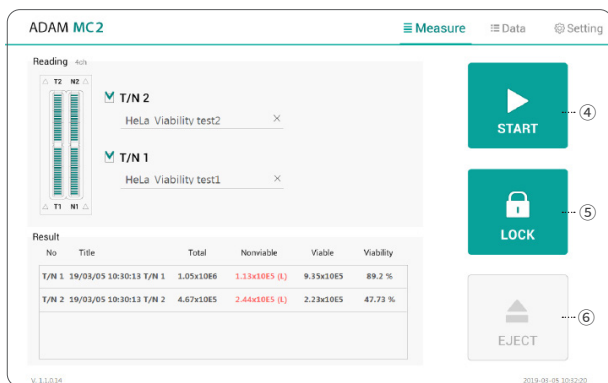 ADAM MC2
Measure
Data
Setting
Reading 4ch
T2 N2
T/N 2
HeLa Viability test2 ×
T/N 1
HeLa Viability test1 ×
T1 N1
START
④
LOCK
⑤
EJECT
⑥
Result
No Title Total Nonviable Viable Viability
T/N 1 19/03/05 10:30:13 T/N 1 1.05x10E6 1.13x10E5 (L) 9.35x10E5 89.2 %
T/N 2 19/03/05 10:30:13 T/N 2 4.67x10E5 2.44x10E5 (L) 2.23x10E5 47.73 %
V. 1.1.0.14
2019-03-05 10:32:20